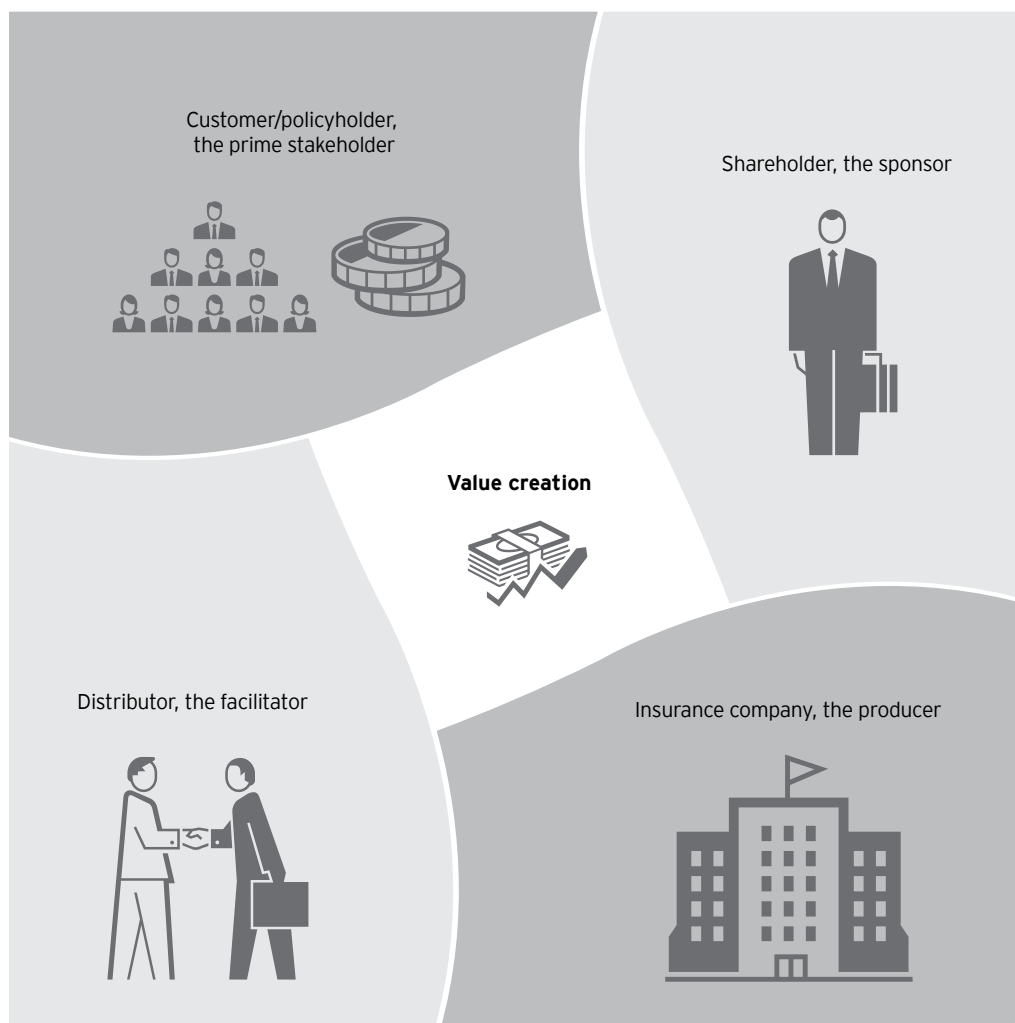 Customer/policyholder,
the prime stakeholder
Shareholder, the sponsor
Value creation
Distributor, the facilitator
Insurance company, the producer